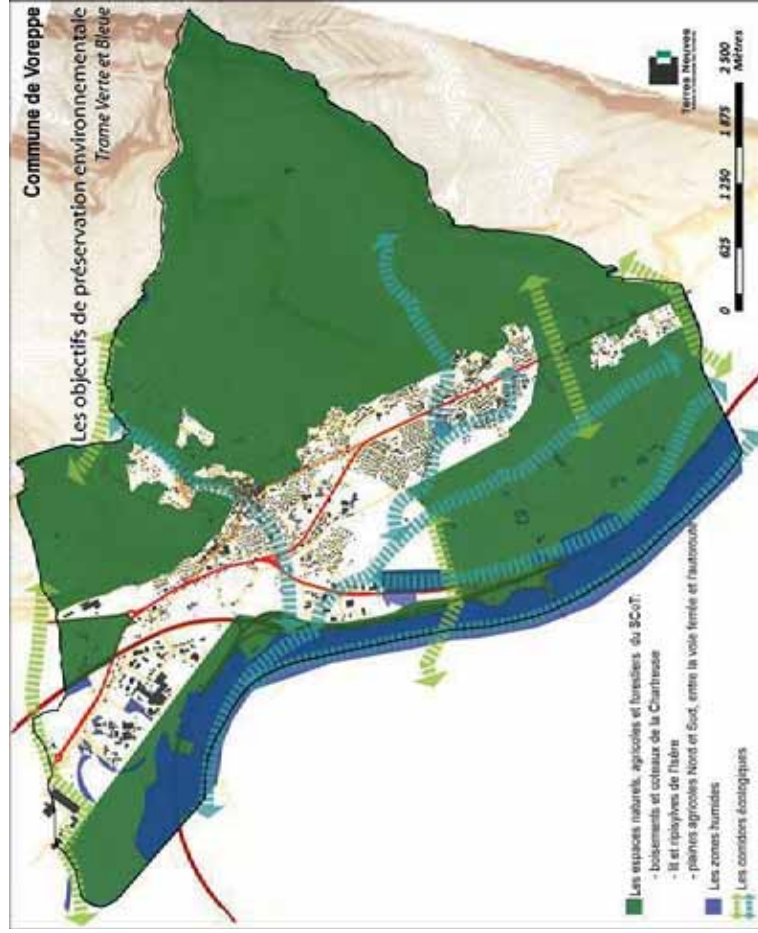 Commune de Voreppe
Les objectifs de préservation environnementale
Trame Verte et Bleue
Terres Neuves
0 625 1 250 1 875 2 500
Mètres
Les espaces naturels, agricoles et forestiers du SCoT:
- boisements et coteaux de la Chartreuse
- lit et ripisylves de l'Isère
- plaines agricoles Nord et Sud, entre la voie ferrée et l'autoroute
Les zones humides
Les corridors écologiques